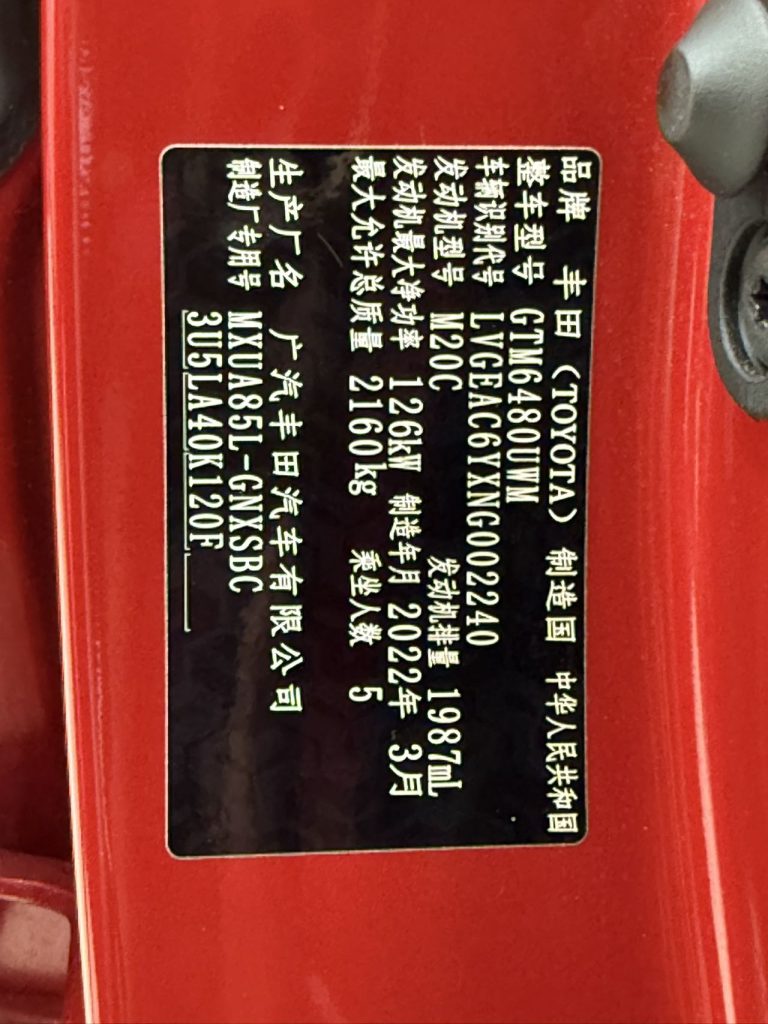 品牌 丰田 (TOYOTA) 制造国 中华人民共和国
整车型号 GTM6480UWM
车辆识别代号 LVGEAC6YXNG002240
发动机型号 M20C 发动机排量 1987mL
发动机最大净功率 126kW 制造年月 2022年 3月
最大允许总质量 2160kg 乘坐人数 5
生产厂名 广汽丰田汽车有限公司
制造厂专用号 MXUA85L-GNXSBC
3U5LA40K120F